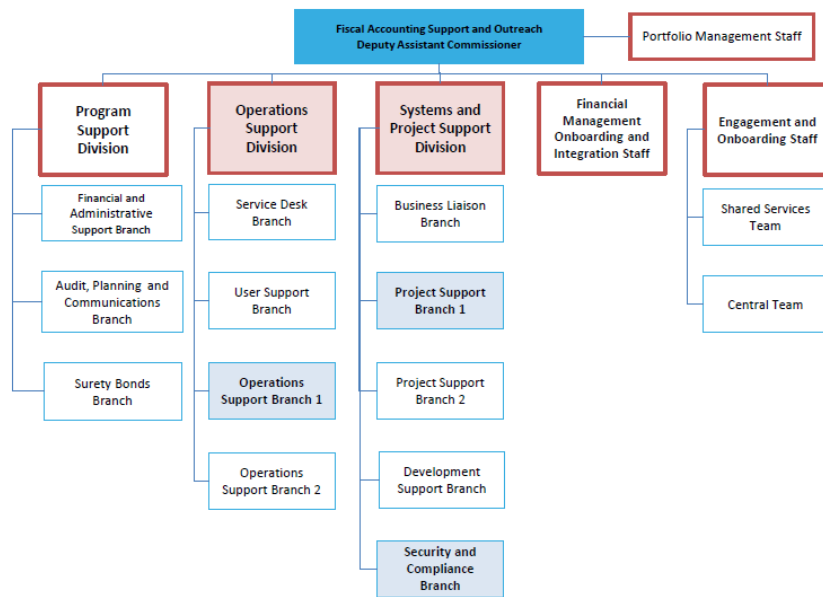 Fiscal Accounting Support and Outreach
Deputy Assistant Commissioner
Portfolio Management Staff
Program
Support
Division
Operations
Support
Division
Systems and
Project Support
Division
Financial
Management
Onboarding and
Integration Staff
Engagement and
Onboarding Staff
Financial and
Administrative
Support Branch
Service Desk
Branch
Business Liaison
Branch
Shared Services
Team
Audit, Planning and
Communications
Branch
User Support
Branch
Project Support
Branch 1
Central Team
Surety Bonds
Branch
Operations
Support Branch 1
Project Support
Branch 2
Operations
Support Branch 2
Development
Support Branch
Security and
Compliance
Branch